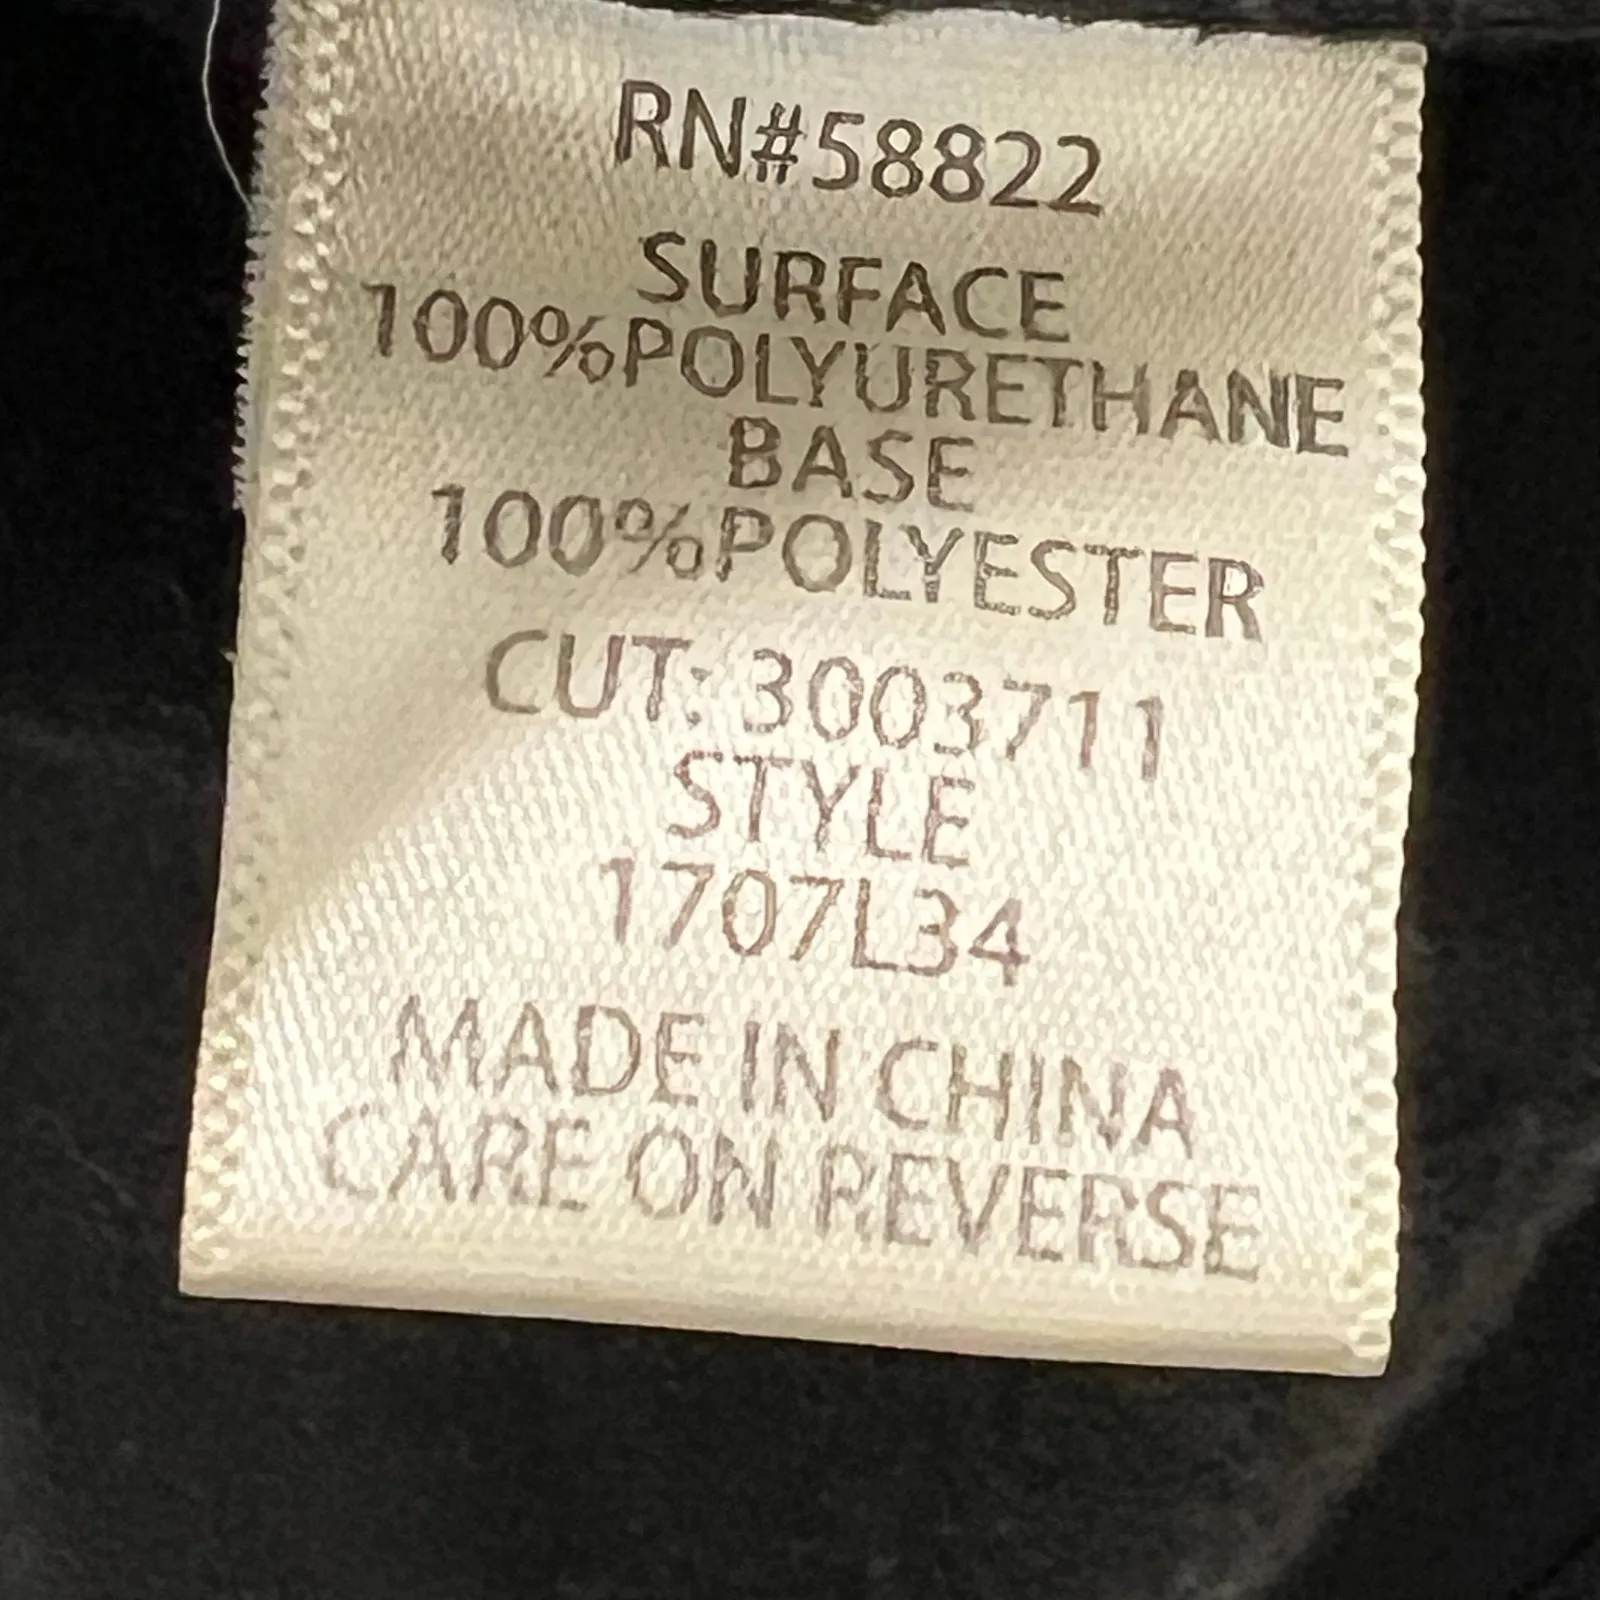 RN#58822
SURFACE
100%POLYURETHANE
BASE
100%POLYESTER
CUT: 3003711
STYLE
1707L34
MADE IN CHINA
CARE ON REVERSE